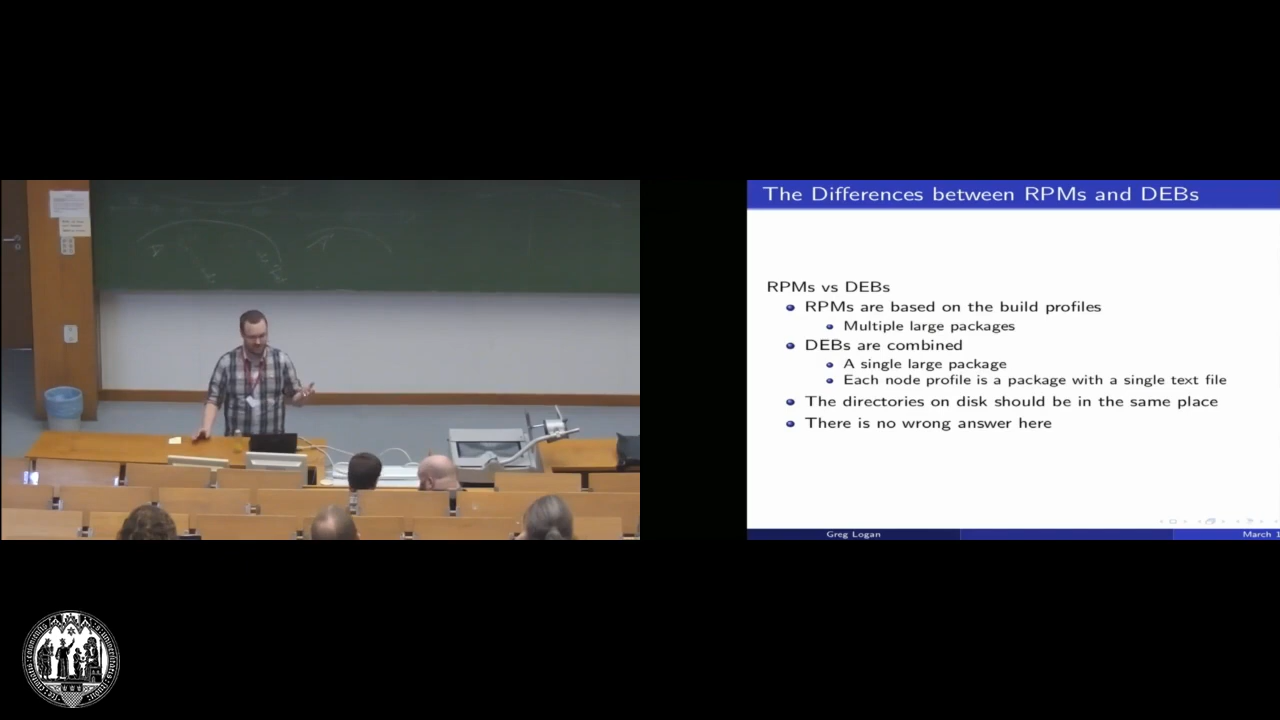 The Differences between RPMs and DEBs
RPMs vs DEBs
RPMs are based on the build profiles
Multiple large packages
DEBs are combined
A single large package
Each node profile is a package with a single text file
The directories on disk should be in the same place
There is no wrong answer here
Greg Logan
March 1